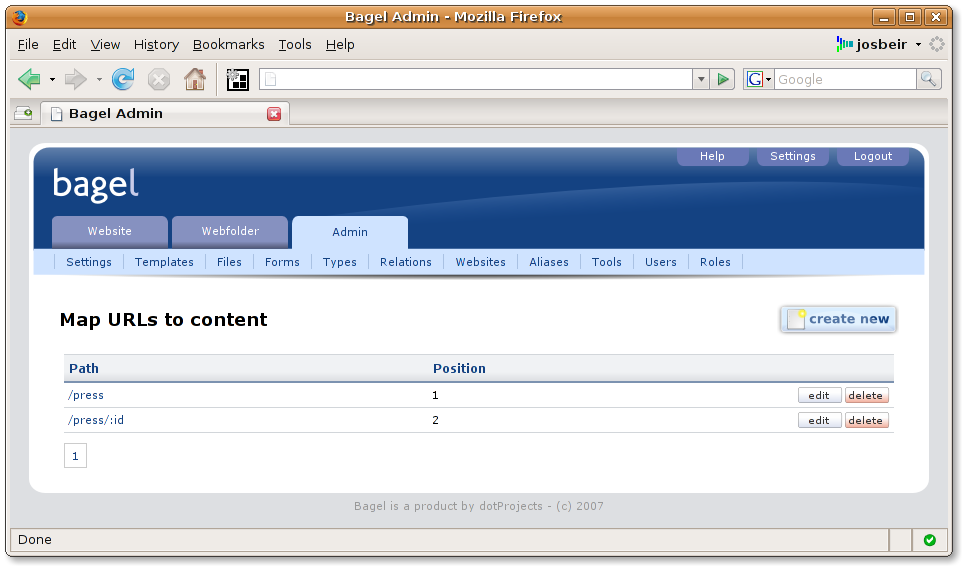 Bagel Admin - Mozilla Firefox
File Edit View History Bookmarks Tools Help josbeir
G Google
Bagel Admin
Help Settings Logout
bagel
Website Webfolder Admin
Settings Templates Files Forms Types Relations Websites Aliases Tools Users Roles
Map URLs to content create new
Path Position
/press 1 edit delete
/press/:id 2 edit delete
1
Bagel is a product by dotProjects - (c) 2007
Done